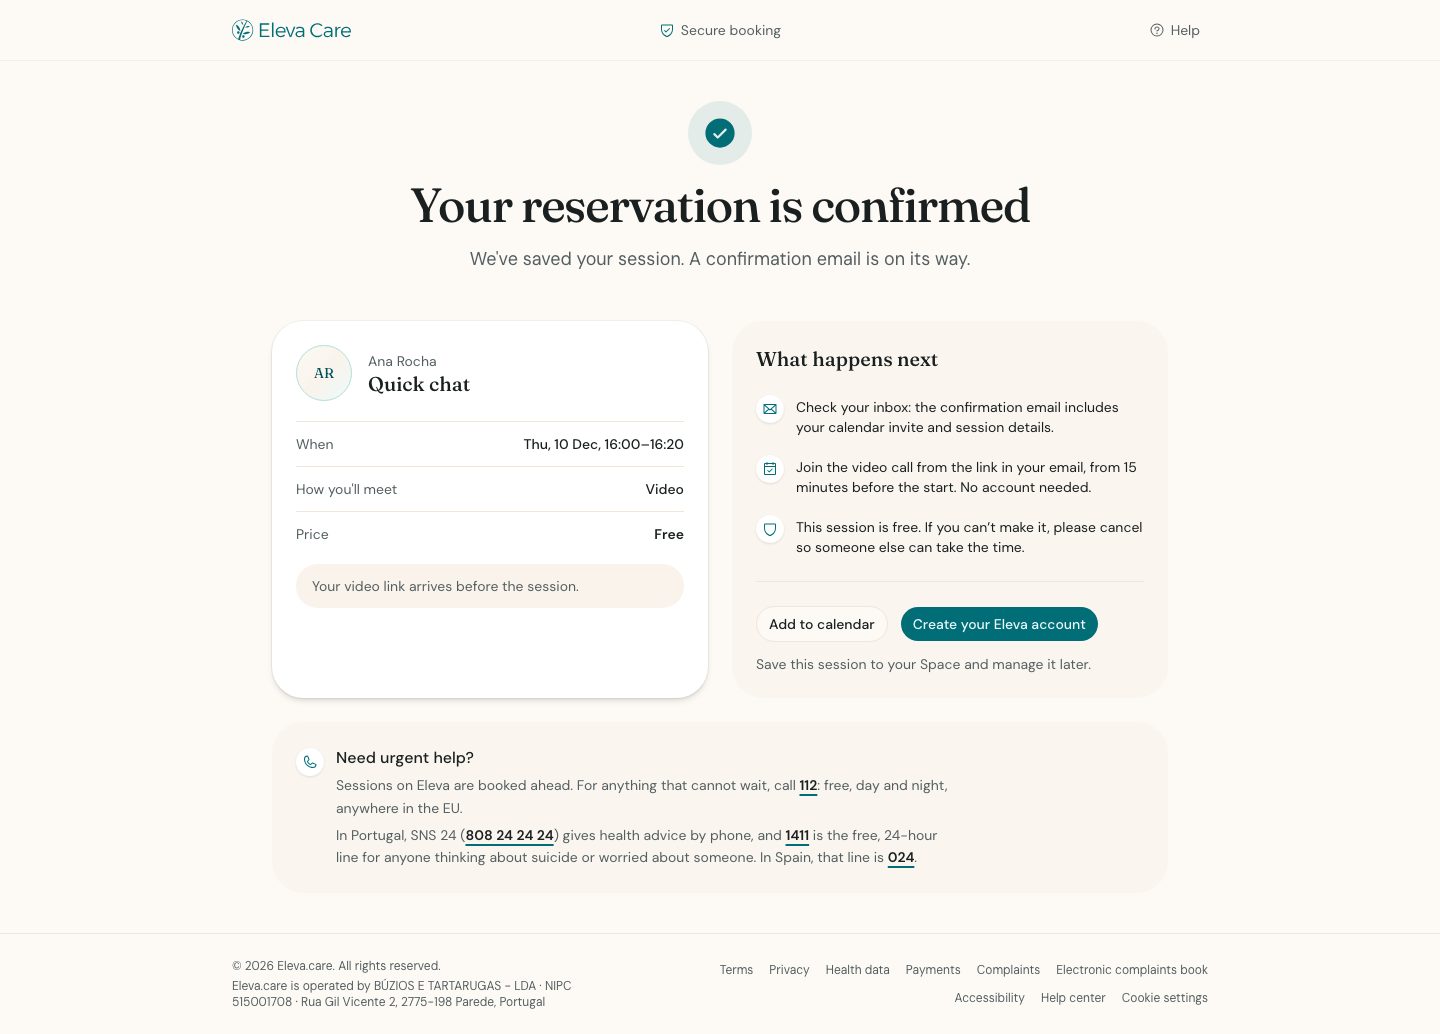 Eleva Care
Secure booking
Help
Your reservation is confirmed
We've saved your session. A confirmation email is on its way.
AR
Ana Rocha
Quick chat
When
Thu, 10 Dec, 16:00–16:20
How you'll meet
Video
Price
Free
Your video link arrives before the session.
What happens next
Check your inbox: the confirmation email includes
your calendar invite and session details.
Join the video call from the link in your email, from 15
minutes before the start. No account needed.
This session is free. If you can’t make it, please cancel
so someone else can take the time.
Add to calendar
Create your Eleva account
Save this session to your Space and manage it later.
Need urgent help?
Sessions on Eleva are booked ahead. For anything that cannot wait, call 112: free, day and night,
anywhere in the EU.
In Portugal, SNS 24 (808 24 24 24) gives health advice by phone, and 1411 is the free, 24-hour
line for anyone thinking about suicide or worried about someone. In Spain, that line is 024.
© 2026 Eleva.care. All rights reserved.
Eleva.care is operated by BÚZIOS E TARTARUGAS - LDA · NIPC
515001708 · Rua Gil Vicente 2, 2775-198 Parede, Portugal
Terms
Privacy
Health data
Payments
Complaints
Electronic complaints book
Accessibility
Help center
Cookie settings